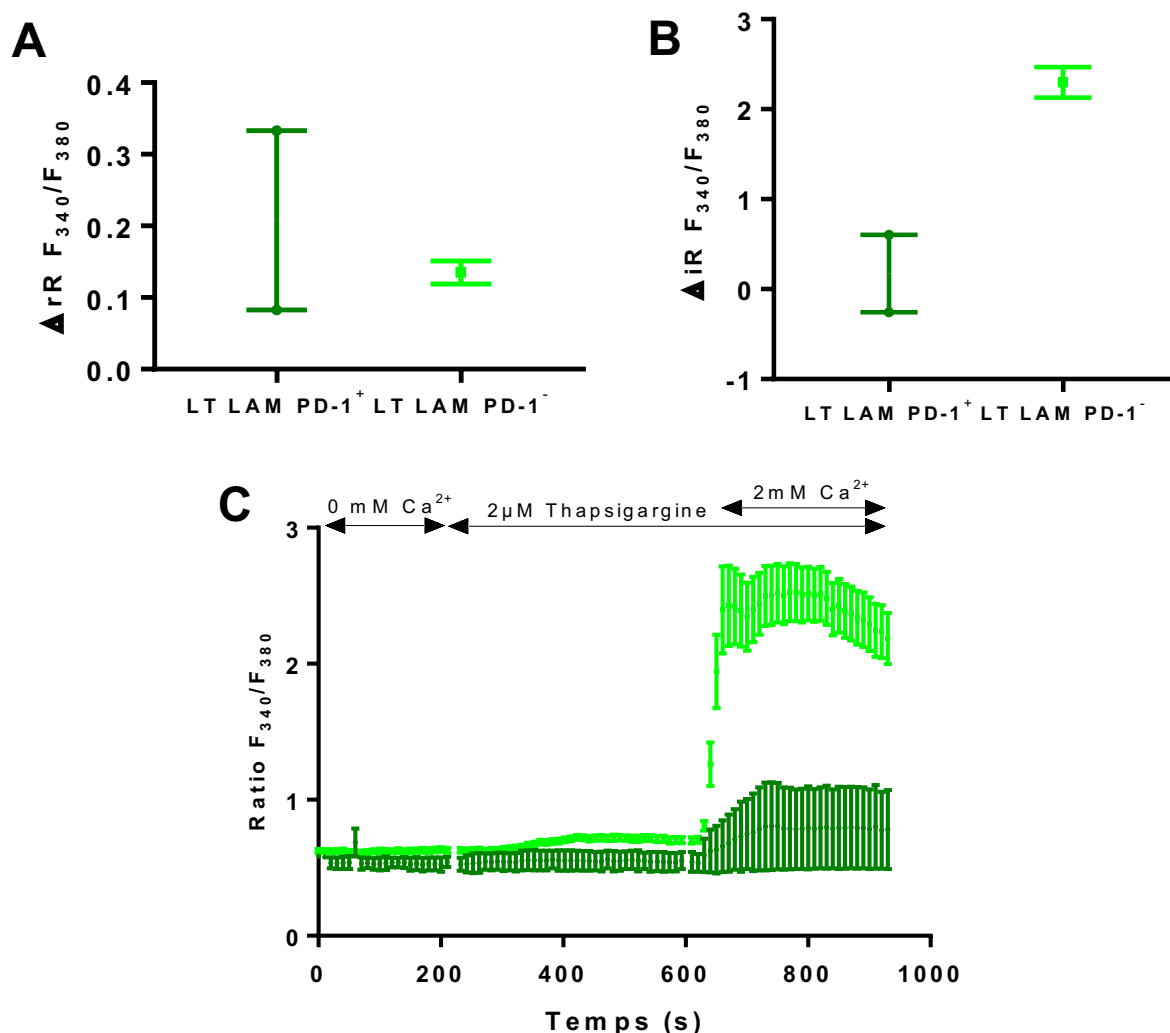 A
ΔrR F340/F380
0.4
0.3
0.2
0.1
0.0
LT LAM PD-1+ LT LAM PD-1-
B
ΔiR F340/F380
3
2
1
0
-1
LT LAM PD-1+ LT LAM PD-1-
C
0 mM Ca2+
2µM Thapsigargine
2mM Ca2+
Ratio F340/F380
3
2
1
0
0 200 400 600 800 1000
Temps (s)